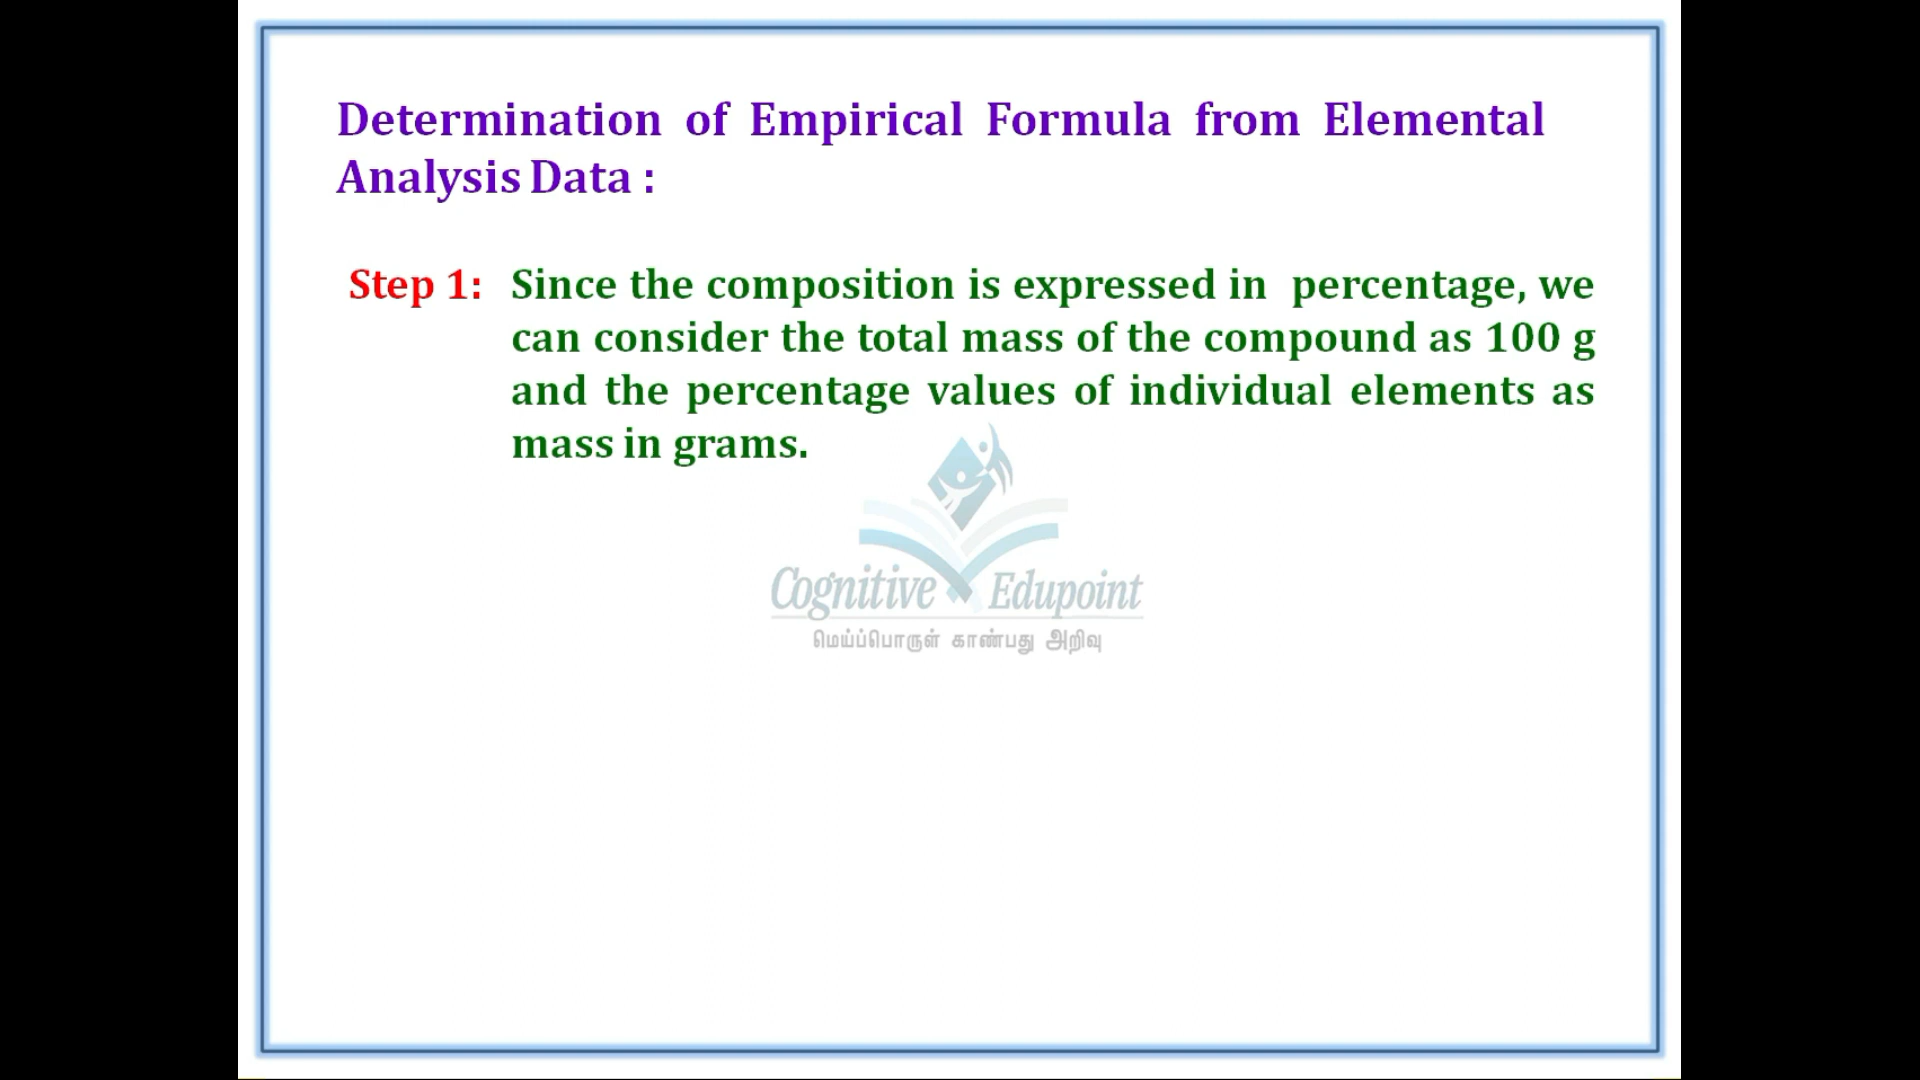 Determination of Empirical Formula from Elemental
Analysis Data :
Step 1: Since the composition is expressed in percentage, we
can consider the total mass of the compound as 100 g
and the percentage values of individual elements as
mass in grams.
Cognitive Edupoint
மெய்ப்பொருள் காண்பது அறிவு